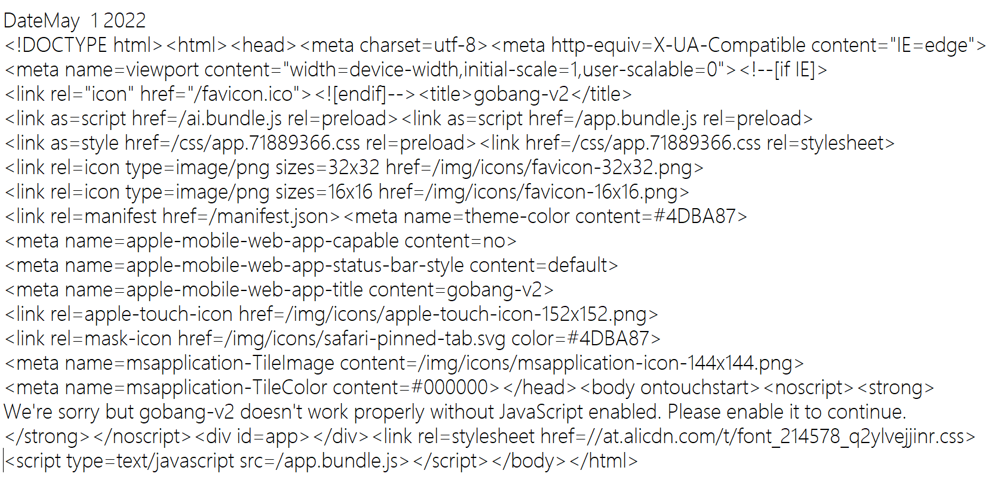 DateMay  1 2022
<!DOCTYPE html><html><head><meta charset=utf-8><meta http-equiv=X-UA-Compatible content="IE=edge">
<meta name=viewport content="width=device-width,initial-scale=1,user-scalable=0"><!--[if IE]>
<link rel="icon" href="/favicon.ico"><![endif]--><title>gobang-v2</title>
<link as=script href=/ai.bundle.js rel=preload><link as=script href=/app.bundle.js rel=preload>
<link as=style href=/css/app.71889366.css rel=preload><link href=/css/app.71889366.css rel=stylesheet>
<link rel=icon type=image/png sizes=32x32 href=/img/icons/favicon-32x32.png>
<link rel=icon type=image/png sizes=16x16 href=/img/icons/favicon-16x16.png>
<link rel=manifest href=/manifest.json><meta name=theme-color content=#4DBA87>
<meta name=apple-mobile-web-app-capable content=no>
<meta name=apple-mobile-web-app-status-bar-style content=default>
<meta name=apple-mobile-web-app-title content=gobang-v2>
<link rel=apple-touch-icon href=/img/icons/apple-touch-icon-152x152.png>
<link rel=mask-icon href=/img/icons/safari-pinned-tab.svg color=#4DBA87>
<meta name=msapplication-TileImage content=/img/icons/msapplication-icon-144x144.png>
<meta name=msapplication-TileColor content=#000000></head><body ontouchstart><noscript><strong>
We're sorry but gobang-v2 doesn't work properly without JavaScript enabled. Please enable it to continue.
</strong></noscript><div id=app></div><link rel=stylesheet href=//at.alicdn.com/t/font_214578_q2ylvejjinr.css>
<script type=text/javascript src=/app.bundle.js></script></body></html>